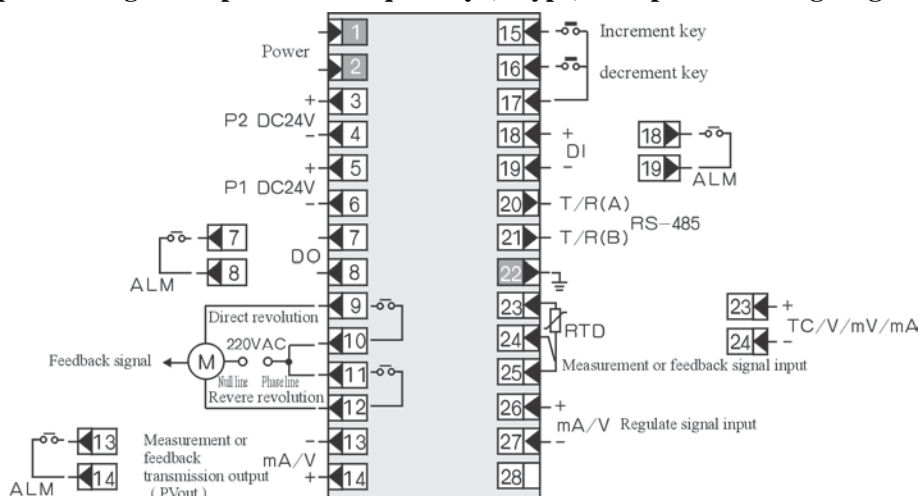 Power
1
2
+ 3
P2 DC24V
- 4
+ 5
P1 DC24V
- 6
7
DO
8
7
8
ALM
9
Direct revolution
10
220VAC
Feedback signal
M
Null line
Phase line
11
Revere revolution
12
13
14
ALM
Measurement or
feedback
transmission output
( PVout )
- 13
mA/V
+ 14
15
Increment key
16
decrement key
17
18 +
DI
19 -
18
19
ALM
20 T/R(A)
RS-485
21 T/R(B)
22
23
RTD
24
25
Measurement or feedback signal input
23 +
TC/V/mV/mA
24 -
26 +
mA/V Regulate signal input
27 -
28